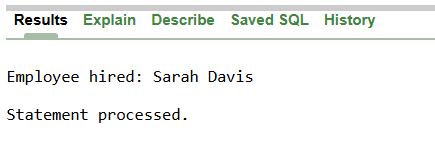 Results Explain Describe Saved SQL History
Employee hired: Sarah Davis
Statement processed.